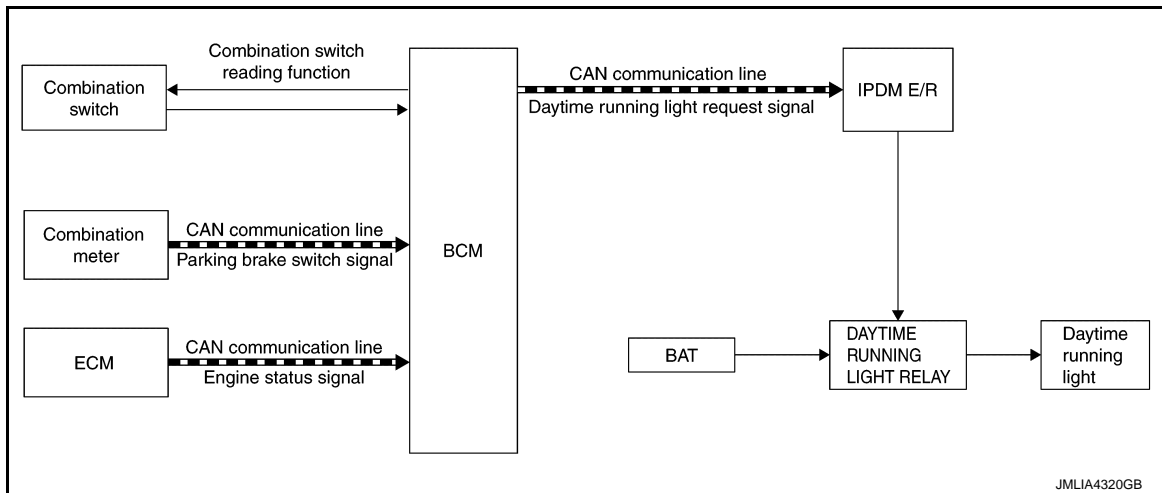 Combination switch
reading function
Combination
switch
CAN communication line
Daytime running light request signal
IPDM E/R
Combination
meter
CAN communication line
Parking brake switch signal
BCM
ECM
CAN communication line
Engine status signal
BAT
DAYTIME
RUNNING
LIGHT RELAY
Daytime
running
light
JMLIA4320GB